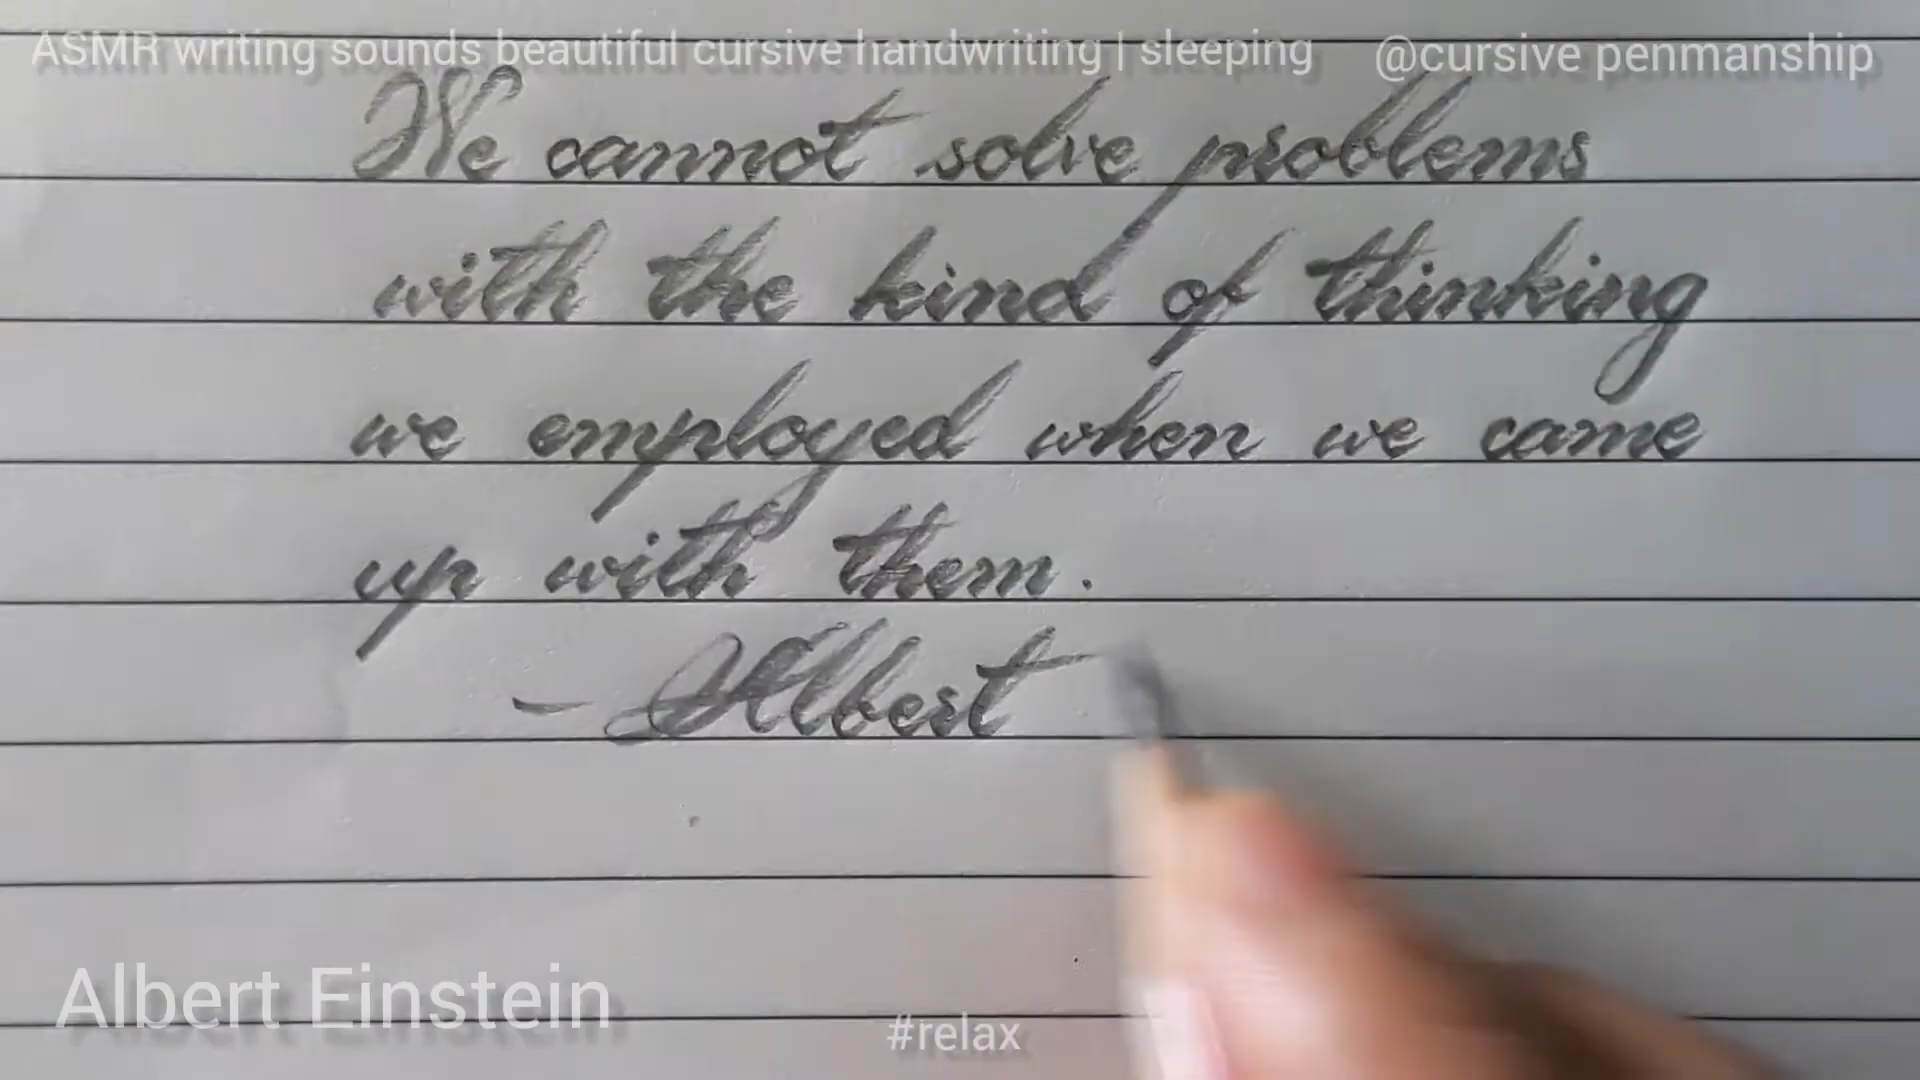 ASMR writing sounds beautiful cursive handwriting | sleeping @cursive penmanship
We cannot solve problems
with the kind of thinking
we employed when we came
up with them.
- Albert
Albert Einstein
#relax